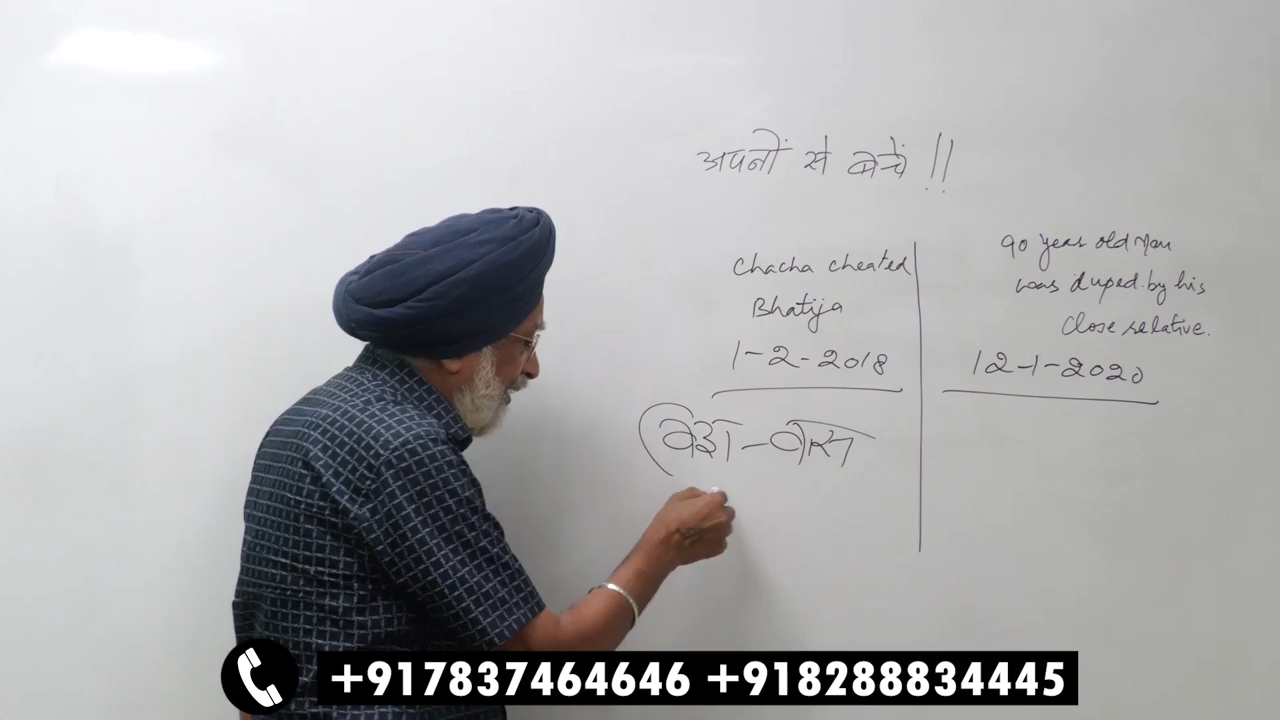 अपनों से बचें !!
Chacha cheated
Bhatija
1-2-2018
90 year old man
was duped by his
Close relative.
12-1-2020
+917837464646 +918288834445